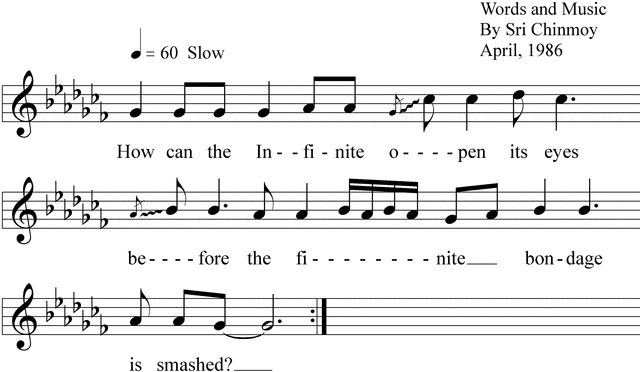 Words and Music
By Sri Chinmoy
April, 1986
= 60 Slow
How can the In - - fi - nite o - - - - pen its eyes
be - - - - fore the fi - - - - - - - - nite___ bon - dage
is smashed?____